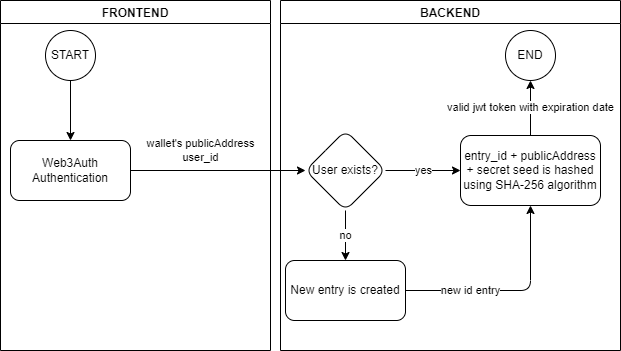 FRONTEND
BACKEND
START
END
valid jwt token with expiration date
wallet's publicAddress
user_id
Web3Auth
Authentication
User exists?
yes
entry_id + publicAddress
+ secret seed is hashed
using SHA-256 algorithm
no
New entry is created
new id entry